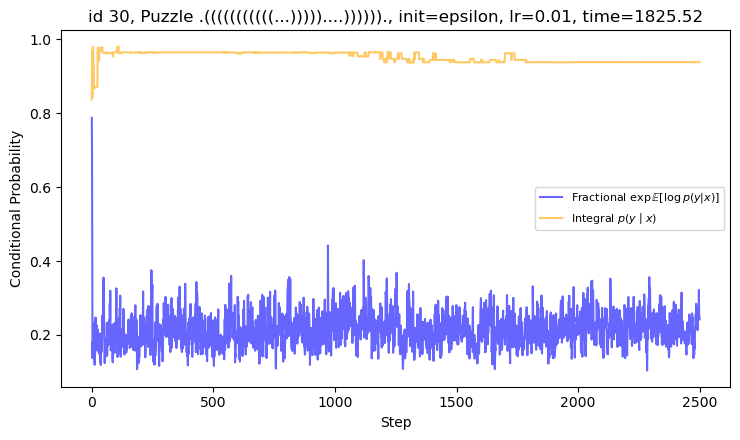 id 30, Puzzle .(((((((((((...)))))....))))))., init=epsilon, lr=0.01, time=1825.52
1.0
0.8
0.6
0.4
0.2
Conditional Probability
Fractional exp𝔼[log p(y|x)]
Integral p(y | x)
0
500
1000
1500
2000
2500
Step